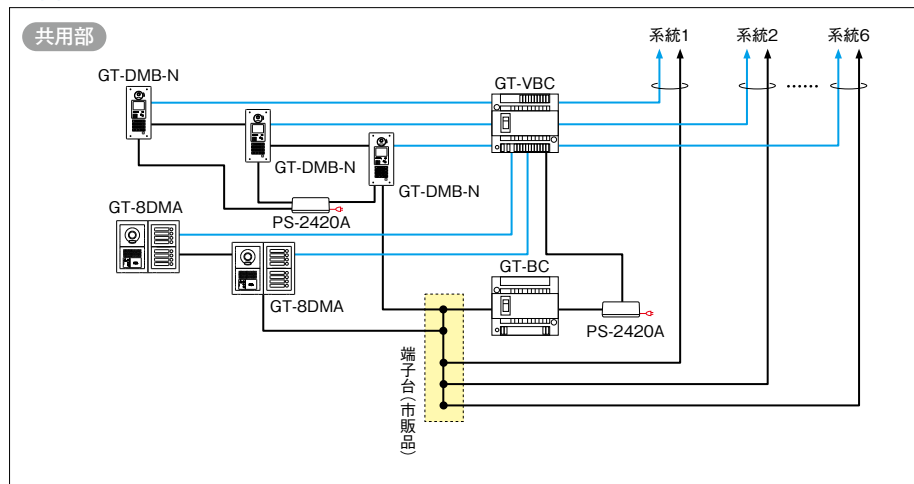 共用部
系統1
系統2
系統6
GT-DMB-N
GT-VBC
GT-DMB-N
GT-DMB-N
GT-8DMA
PS-2420A
GT-BC
GT-8DMA
PS-2420A
端子台(市販品)